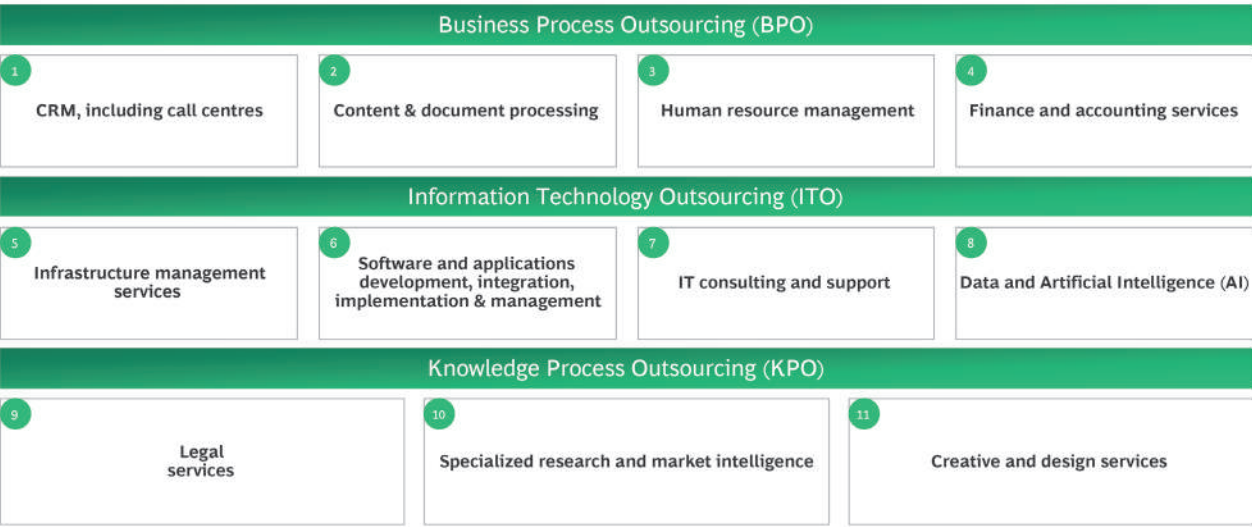 Business Process Outsourcing (BPO)
1
CRM, including call centres
2
Content & document processing
3
Human resource management
4
Finance and accounting services
Information Technology Outsourcing (ITO)
5
Infrastructure management
services
6
Software and applications
development, integration,
implementation & management
7
IT consulting and support
8
Data and Artificial Intelligence (AI)
Knowledge Process Outsourcing (KPO)
9
Legal
services
10
Specialized research and market intelligence
11
Creative and design services